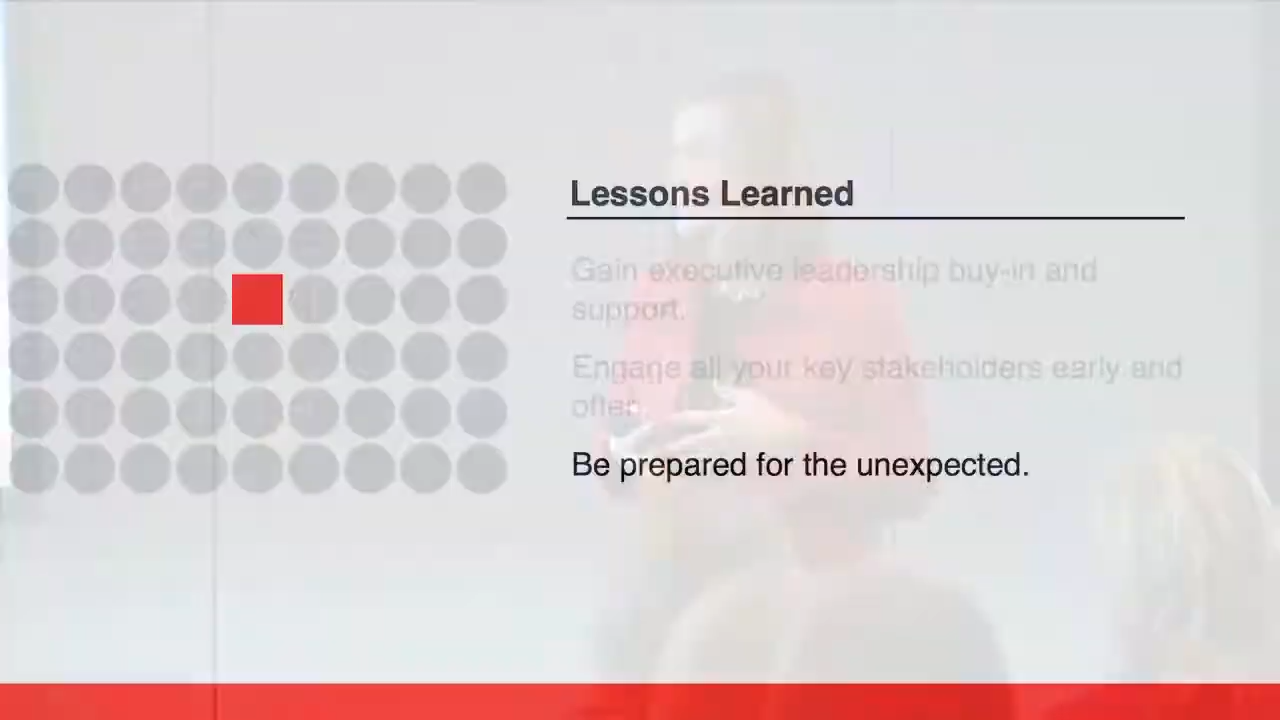 Lessons Learned
Gain executive leadership buy-in and
support.
Engage all your key stakeholders early and
often.
Be prepared for the unexpected.